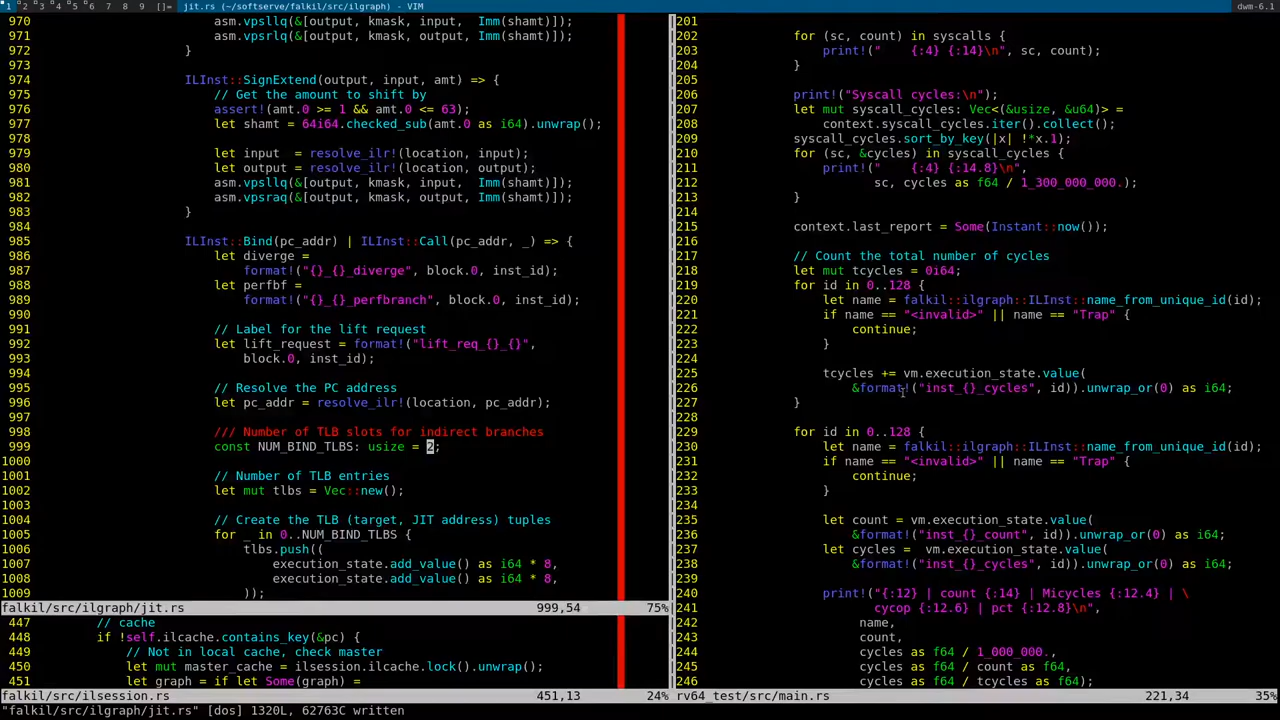 1 2 3 4 5 6 7 8 9 []= jit.rs (~/softserve/falkil/src/ilgraph) - VIM dwm-6.1
970 asm.vpsllq(&[output, kmask, input,  Imm(shamt)]);
971 asm.vpsrlq(&[output, kmask, output, Imm(shamt)]);
972 }
973
974 ILInst::SignExtend(output, input, amt) => {
975 // Get the amount to shift by
976 assert!(amt.0 >= 1 && amt.0 <= 63);
977 let shamt = 64i64.checked_sub(amt.0 as i64).unwrap();
978
979 let input  = resolve_ilr!(location, input);
980 let output = resolve_ilr!(location, output);
981 asm.vpsllq(&[output, kmask, input,  Imm(shamt)]);
982 asm.vpsraq(&[output, kmask, output, Imm(shamt)]);
983 }
984
985 ILInst::Bind(pc_addr) | ILInst::Call(pc_addr, _) => {
986 let diverge =
987 format!("{}_{}_diverge", block.0, inst_id);
988 let perfbf =
989 format!("{}_{}_perfbranch", block.0, inst_id);
990
991 // Label for the lift request
992 let lift_request = format!("lift_req_{}_{}",
993 block.0, inst_id);
994
995 // Resolve the PC address
996 let pc_addr = resolve_ilr!(location, pc_addr);
997
998 /// Number of TLB slots for indirect branches
999 const NUM_BIND_TLBS: usize = 2;
1000
1001 // Number of TLB entries
1002 let mut tlbs = Vec::new();
1003
1004 // Create the TLB (target, JIT address) tuples
1005 for _ in 0..NUM_BIND_TLBS {
1006 tlbs.push((
1007 execution_state.add_value() as i64 * 8,
1008 execution_state.add_value() as i64 * 8,
1009 ));
falkil/src/ilgraph/jit.rs 999,54 75%
447 // cache
448 if !self.ilcache.contains_key(&pc) {
449 // Not in local cache, check master
450 let mut master_cache = ilsession.ilcache.lock().unwrap();
451 let graph = if let Some(graph) =
falkil/src/ilsession.rs 451,13 24%
201
202 for (sc, count) in syscalls {
203 print!("    {:4} {:14}\n", sc, count);
204 }
205
206 print!("Syscall cycles:\n");
207 let mut syscall_cycles: Vec<(&usize, &u64)> =
208 context.syscall_cycles.iter().collect();
209 syscall_cycles.sort_by_key(|x| !*x.1);
210 for (sc, &cycles) in syscall_cycles {
211 print!("    {:4} {:14.8}\n",
212 sc, cycles as f64 / 1_300_000_000.);
213 }
214
215 context.last_report = Some(Instant::now());
216
217 // Count the total number of cycles
218 let mut tcycles = 0i64;
219 for id in 0..128 {
220 let name = falkil::ilgraph::ILInst::name_from_unique_id(id);
221 if name == "<invalid>" || name == "Trap" {
222 continue;
223 }
224
225 tcycles += vm.execution_state.value(
226 &format!("inst_{}_cycles", id)).unwrap_or(0) as i64;
227 }
228
229 for id in 0..128 {
230 let name = falkil::ilgraph::ILInst::name_from_unique_id(id);
231 if name == "<invalid>" || name == "Trap" {
232 continue;
233 }
234
235 let count = vm.execution_state.value(
236 &format!("inst_{}_count", id)).unwrap_or(0) as i64;
237 let cycles =  vm.execution_state.value(
238 &format!("inst_{}_cycles", id)).unwrap_or(0) as i64;
239
240 print!("{:12} | count {:14} | Micycles {:12.4} | \
241 cycop {:12.6} | pct {:12.8}\n",
242 name,
243 count,
244 cycles as f64 / 1_000_000.,
245 cycles as f64 / count as f64,
246 cycles as f64 / tcycles as f64);
rv64_test/src/main.rs 221,34 35%
"falkil/src/ilgraph/jit.rs" [dos] 1320L, 62763C written